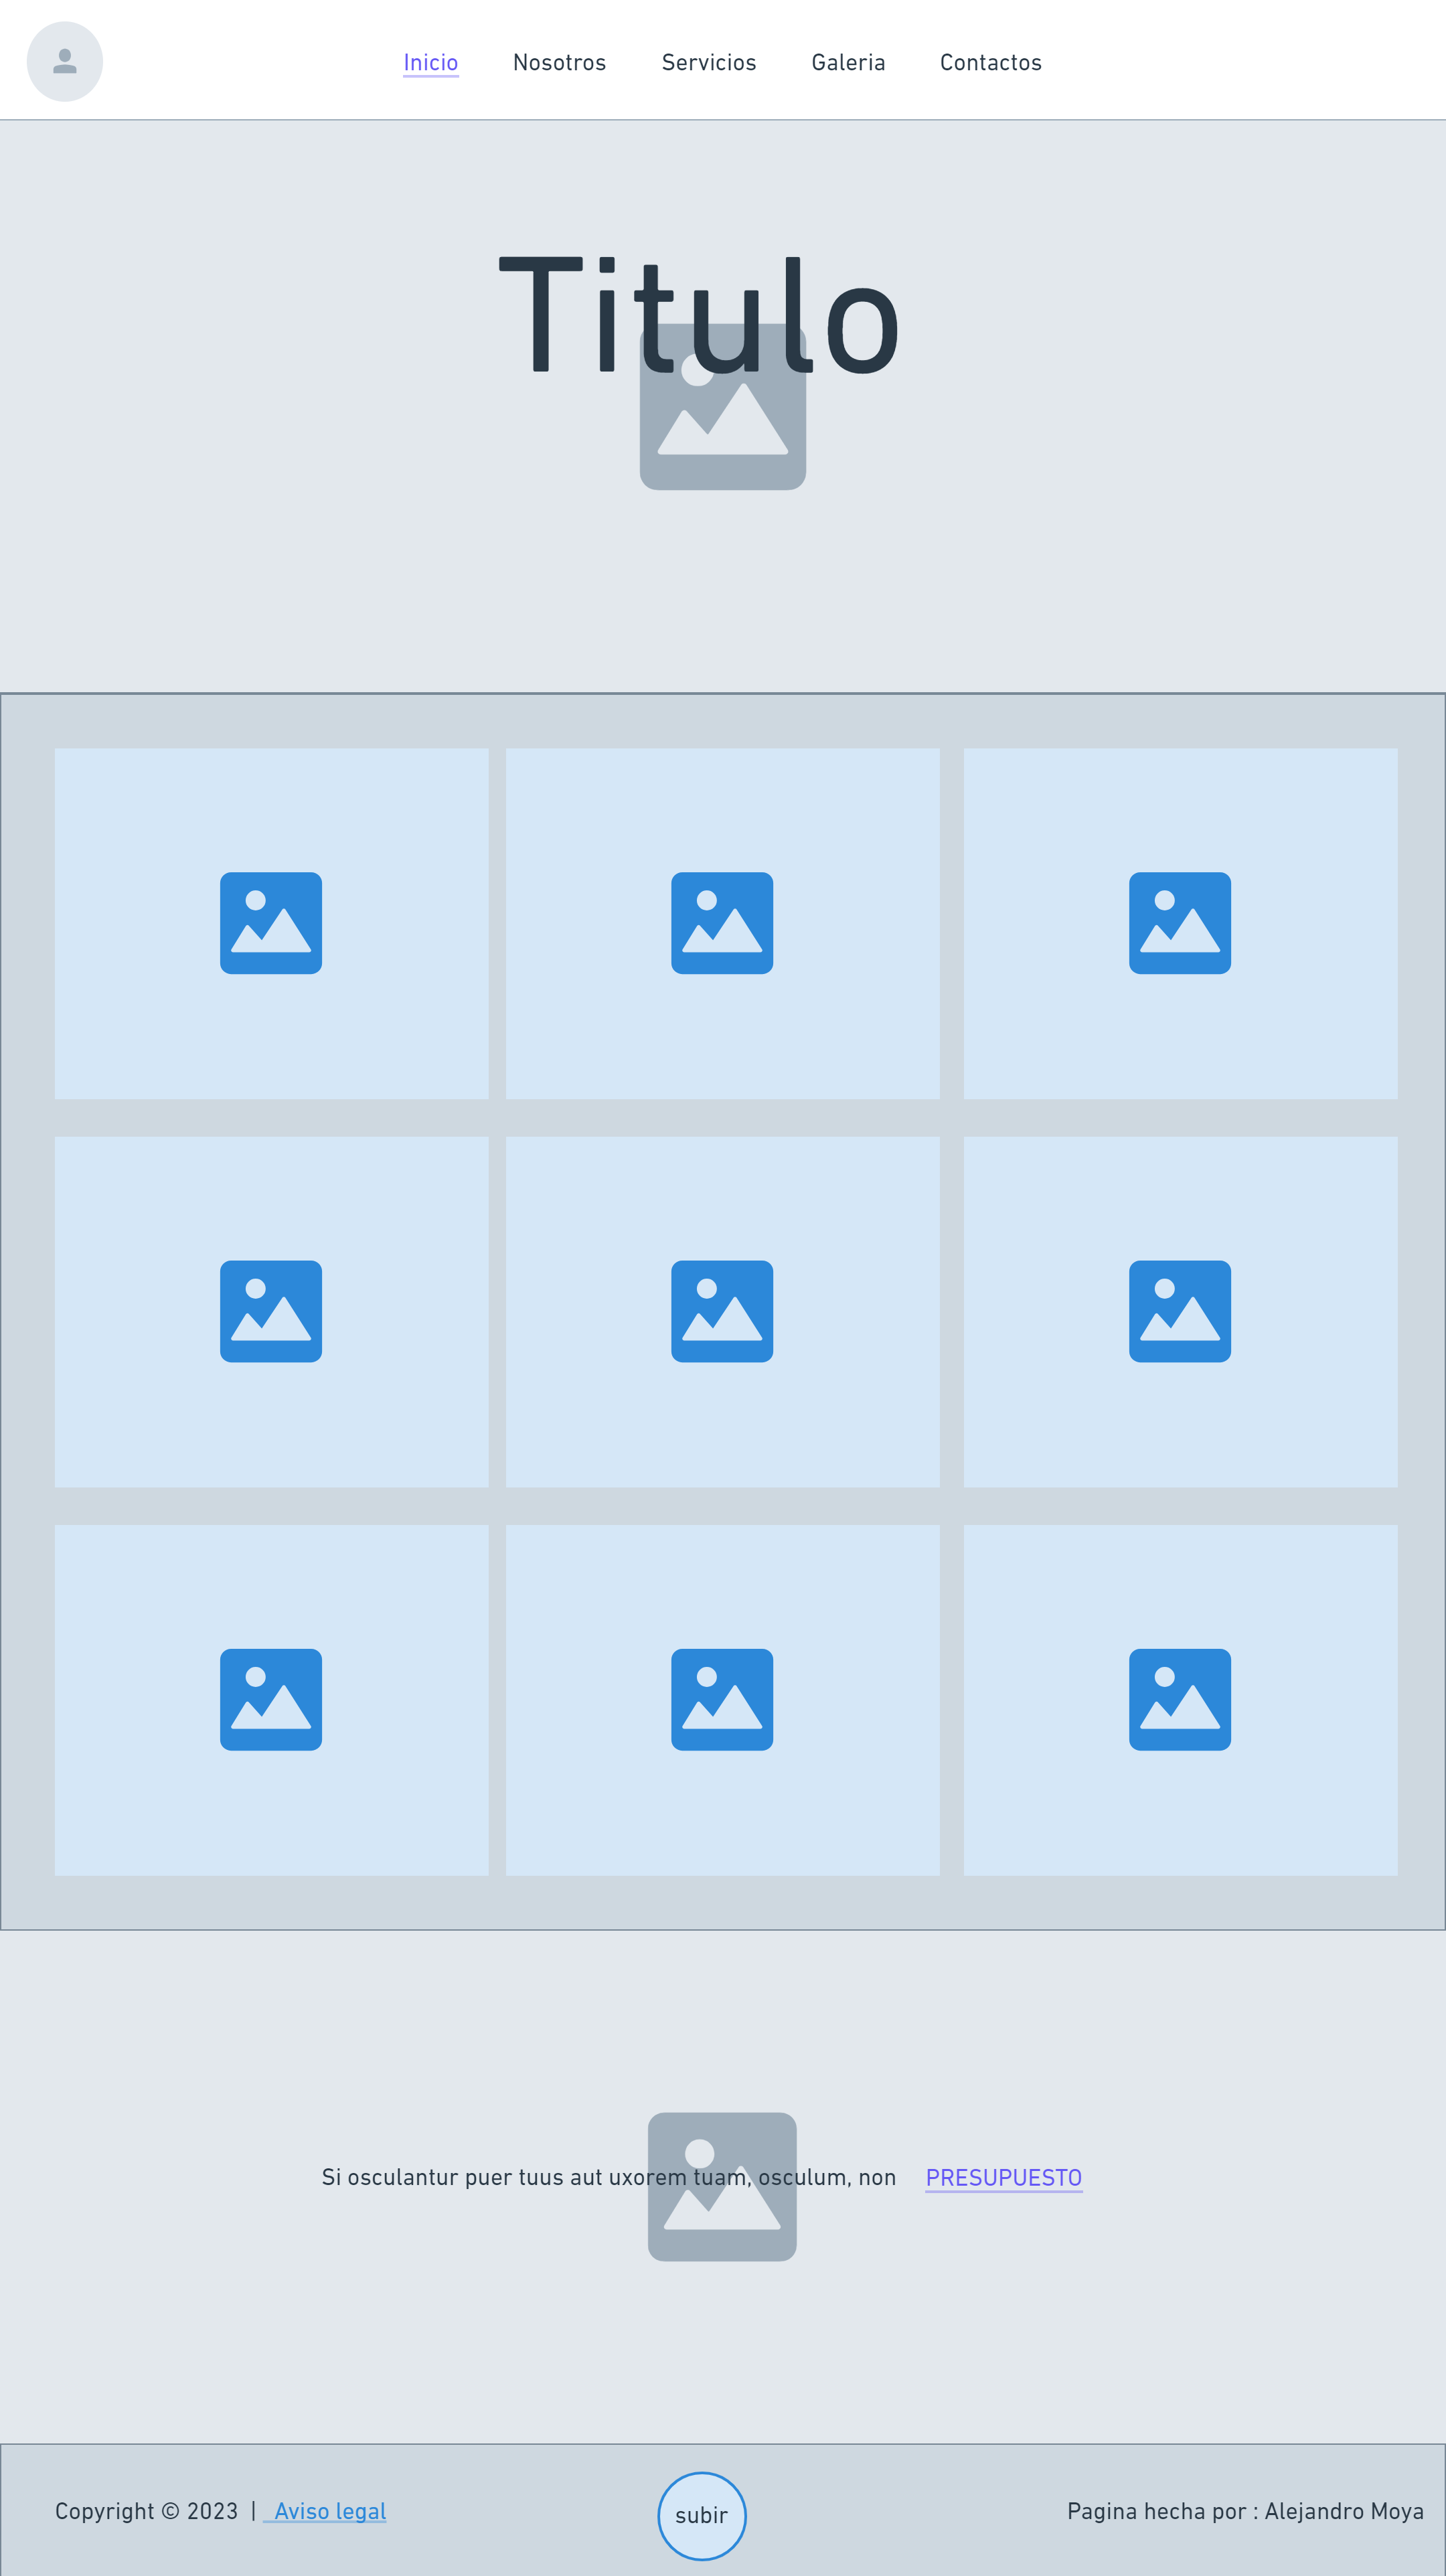 Inicio Nosotros Servicios Galeria Contactos
Titulo
Si osculantur puer tuus aut uxorem tuam, osculum, non PRESUPUESTO
Copyright © 2023 | Aviso legal subir Pagina hecha por : Alejandro Moya